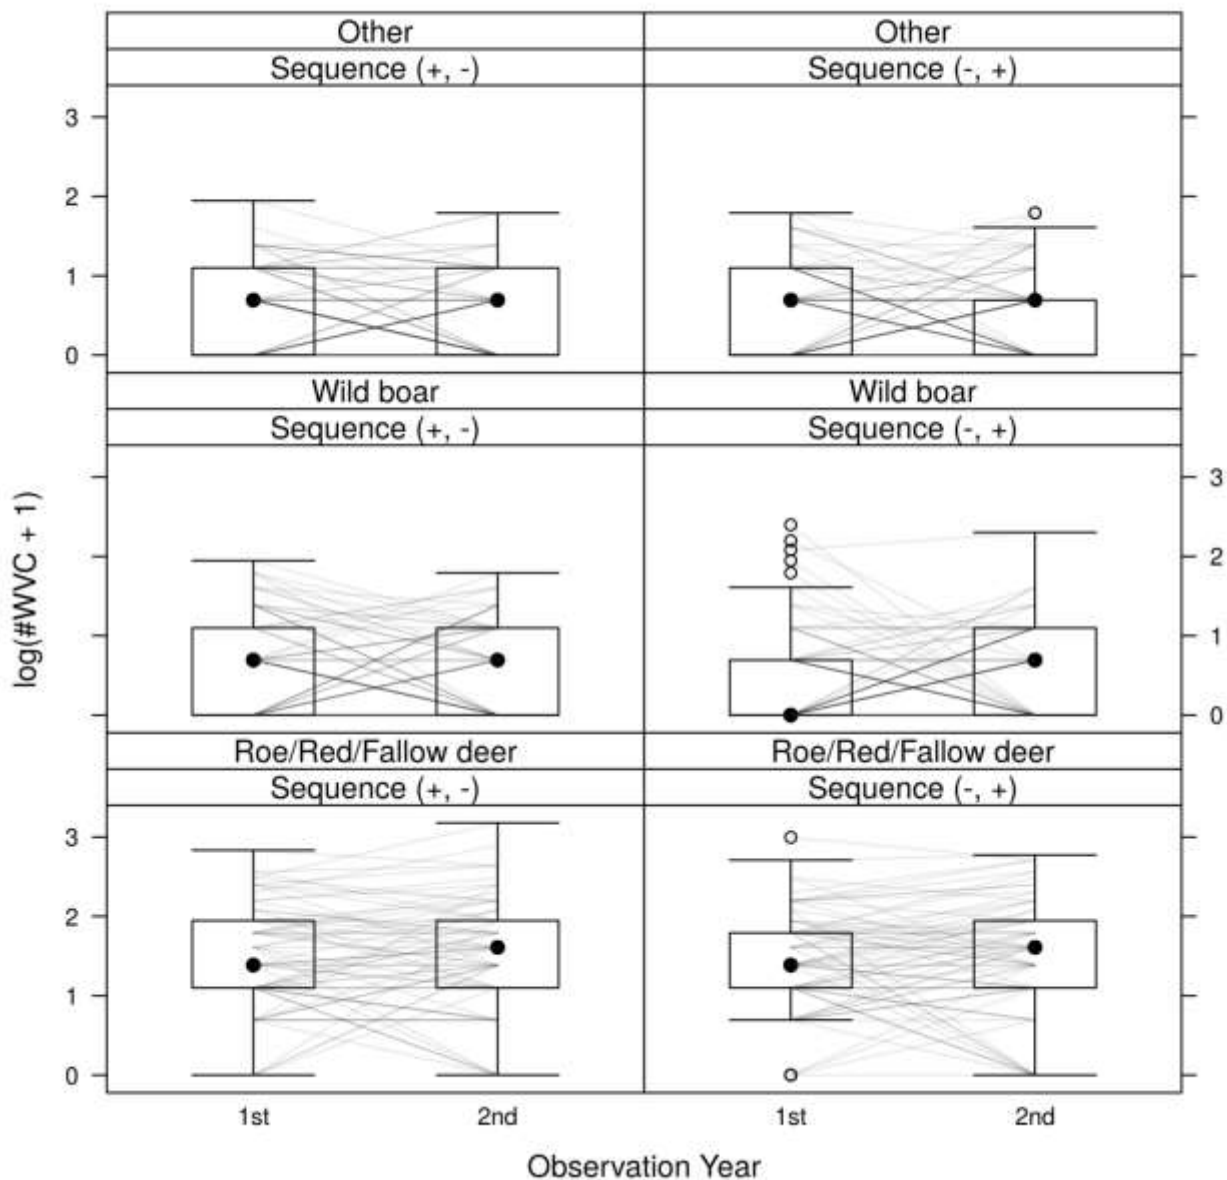 Other
Other
Sequence (+, -)
Sequence (-, +)
3
2
1
0
Wild boar
Wild boar
Sequence (+, -)
Sequence (-, +)
3
2
1
0
log(#WVC + 1)
Roe/Red/Fallow deer
Roe/Red/Fallow deer
Sequence (+, -)
Sequence (-, +)
3
2
1
0
1st
2nd
1st
2nd
Observation Year